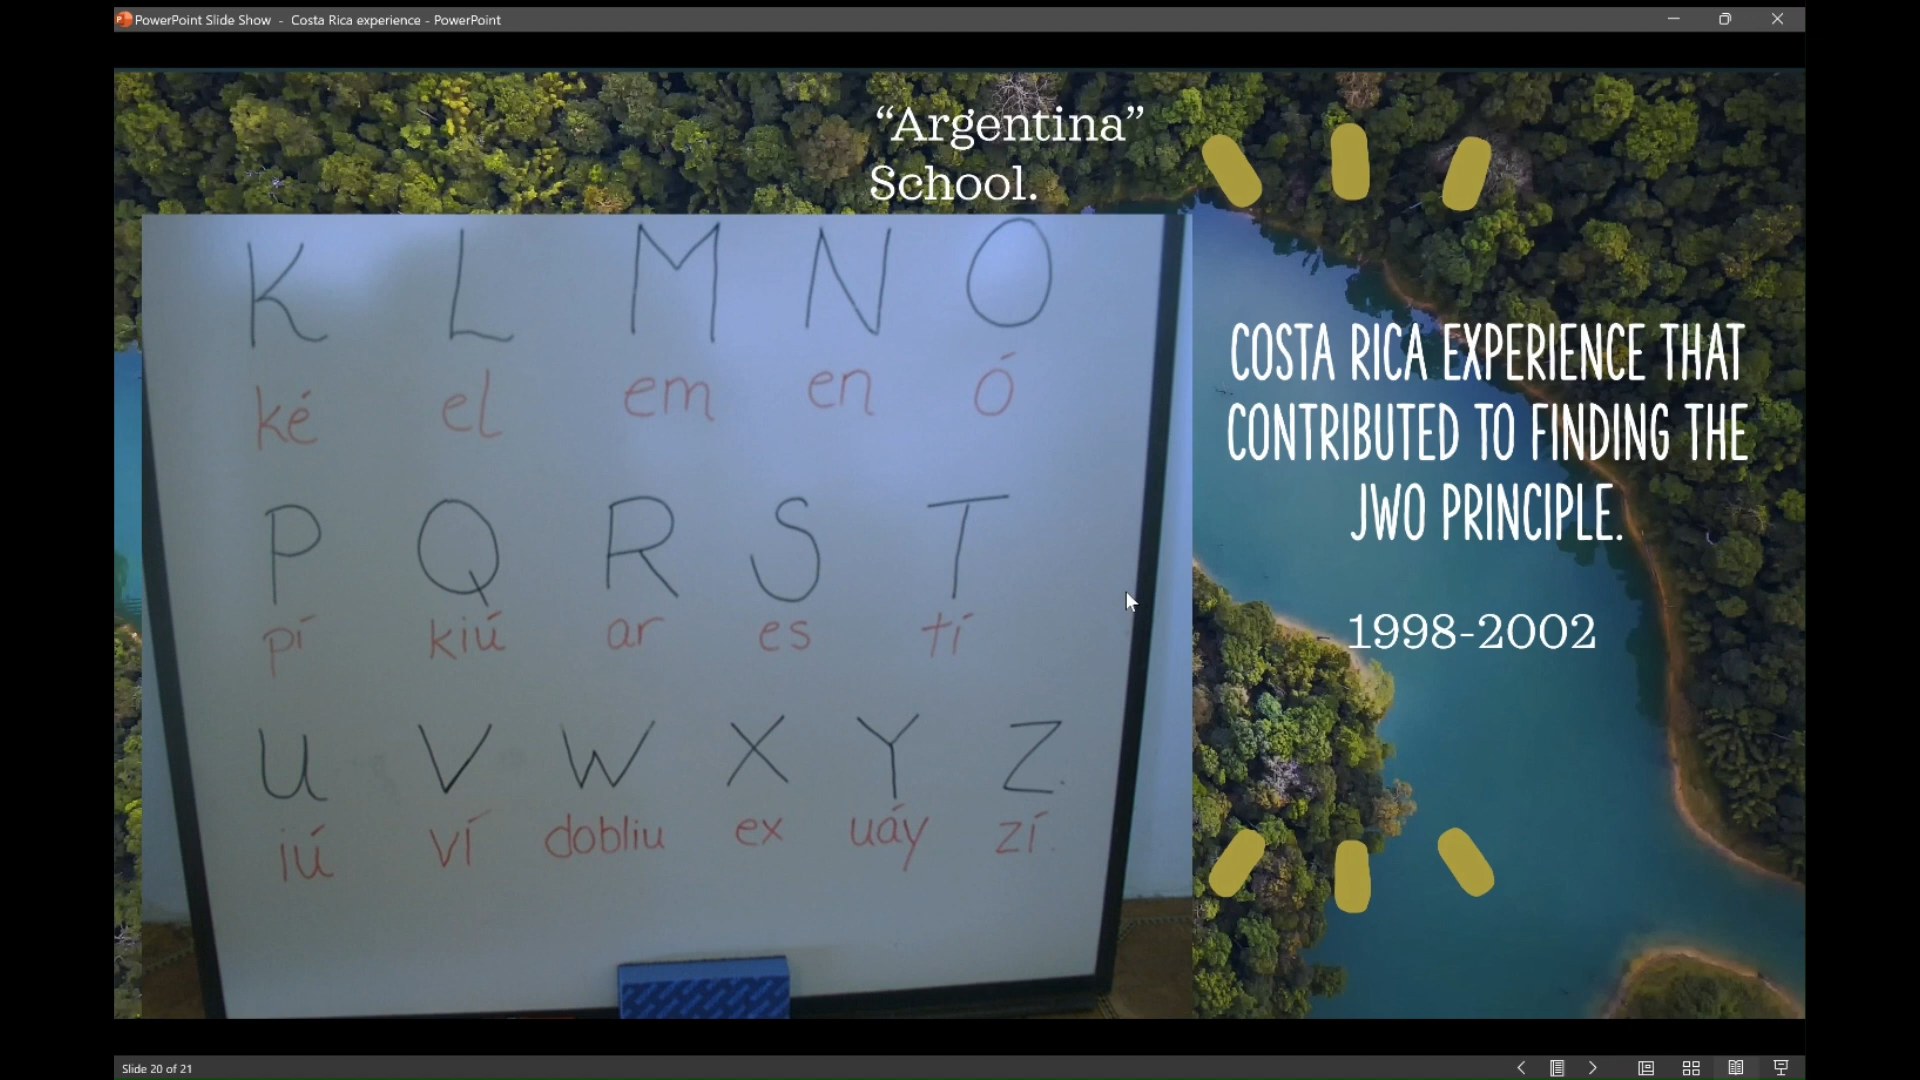 PowerPoint Slide Show - Costa Rica experience - PowerPoint
“Argentina”
School.
K L M N O
ké el em en ó
P Q R S T
pí kiú ar es tí
U V W X Y Z.
iú ví dobliu ex uáy zí.
COSTA RICA EXPERIENCE THAT
CONTRIBUTED TO FINDING THE
JWO PRINCIPLE.
1998-2002
Slide 20 of 21